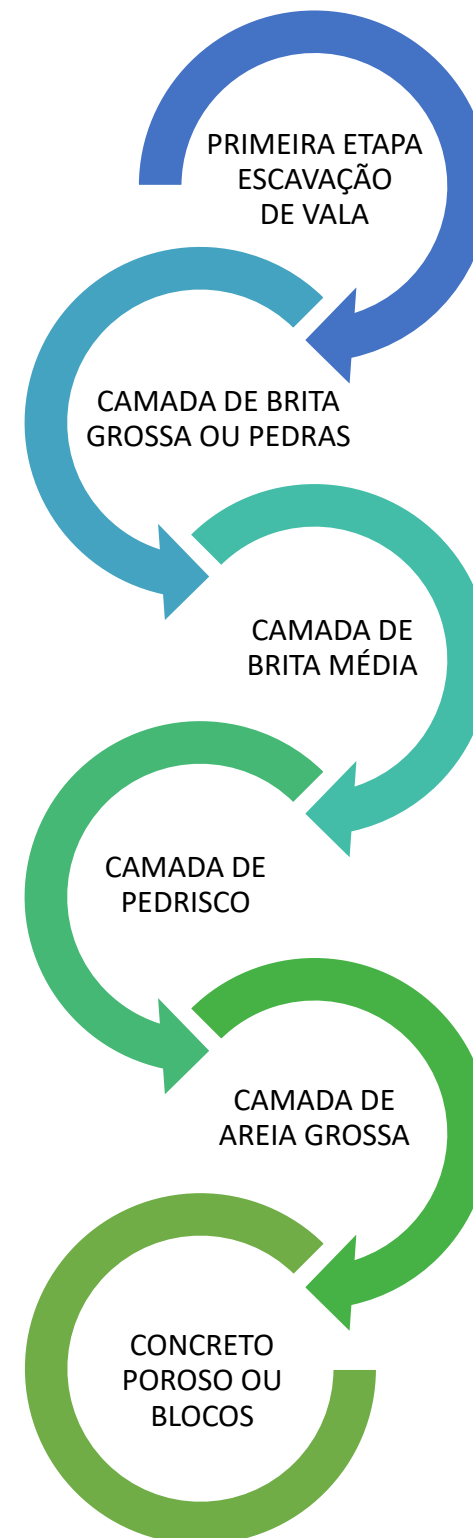 PRIMEIRA ETAPA
ESCAVAÇÃO
DE VALA
CAMADA DE BRITA
GROSSA OU PEDRAS
CAMADA DE
BRITA MÉDIA
CAMADA DE
PEDRISCO
CAMADA DE
AREIA GROSSA
CONCRETO
POROSO OU
BLOCOS